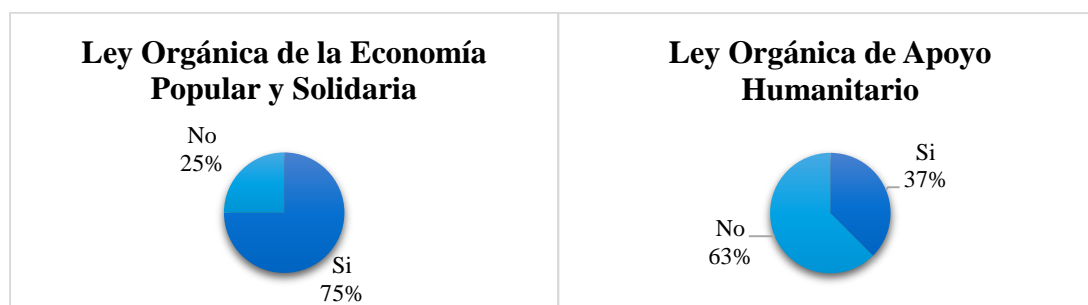 Ley Orgánica de la Economía
Popular y Solidaria
No
25%
Si
75%
Ley Orgánica de Apoyo
Humanitario
Si
37%
No
63%